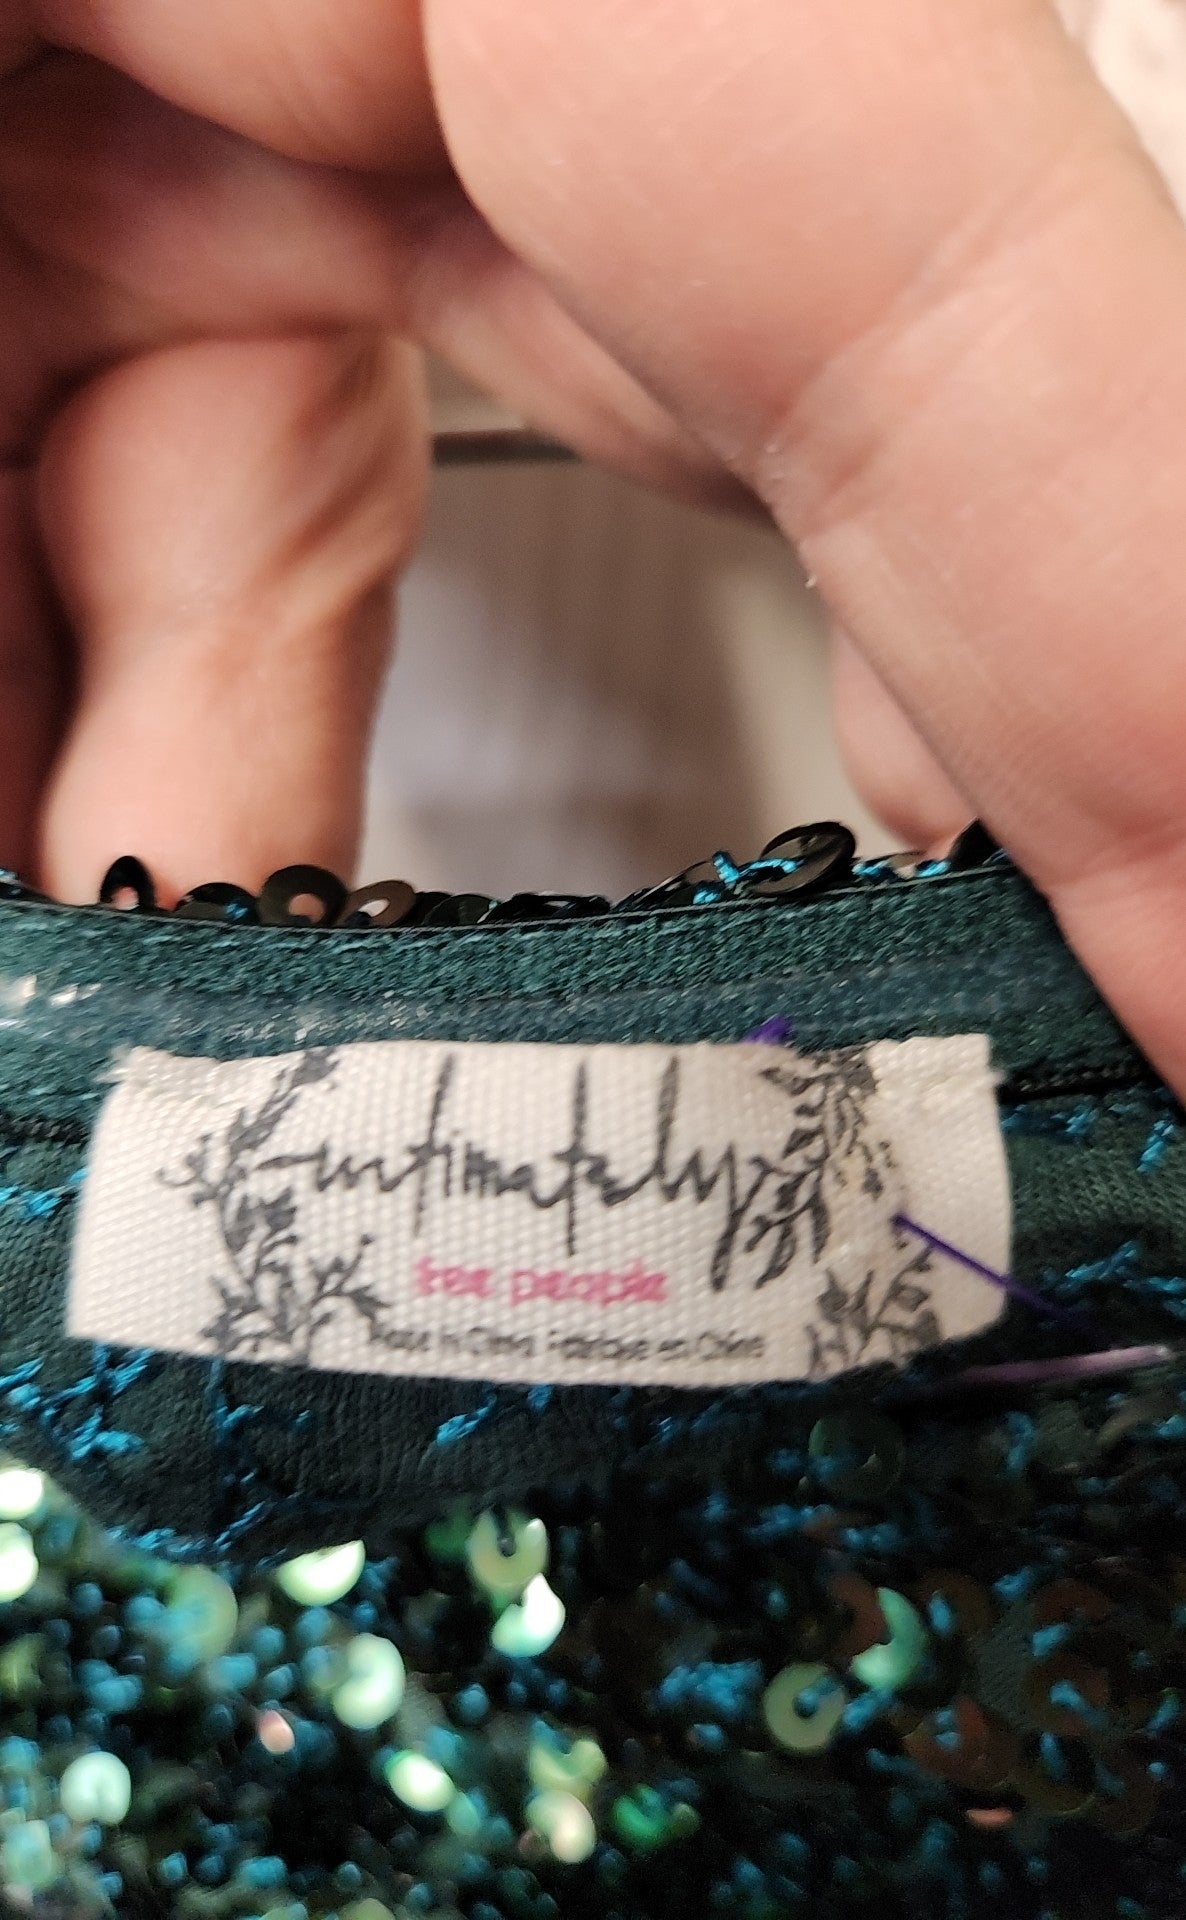 intimately
free people
Made in China Fabriqué en Chine